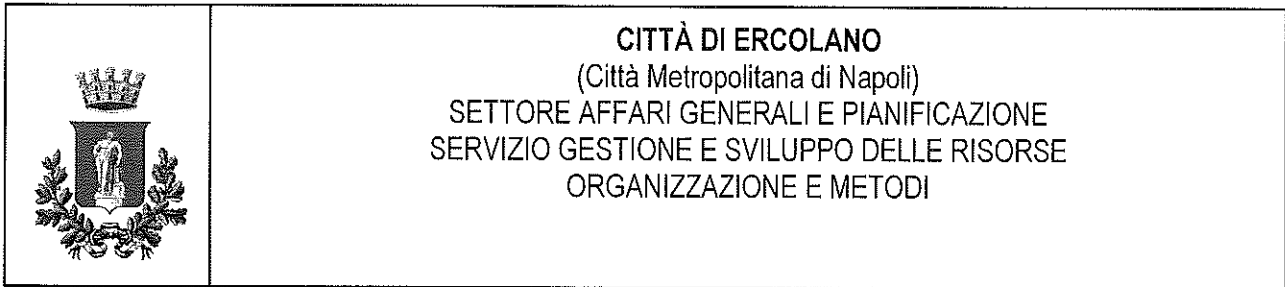 CITTÀ DI ERCOLANO
(Città Metropolitana di Napoli)
SETTORE AFFARI GENERALI E PIANIFICAZIONE
SERVIZIO GESTIONE E SVILUPPO DELLE RISORSE
ORGANIZZAZIONE E METODI